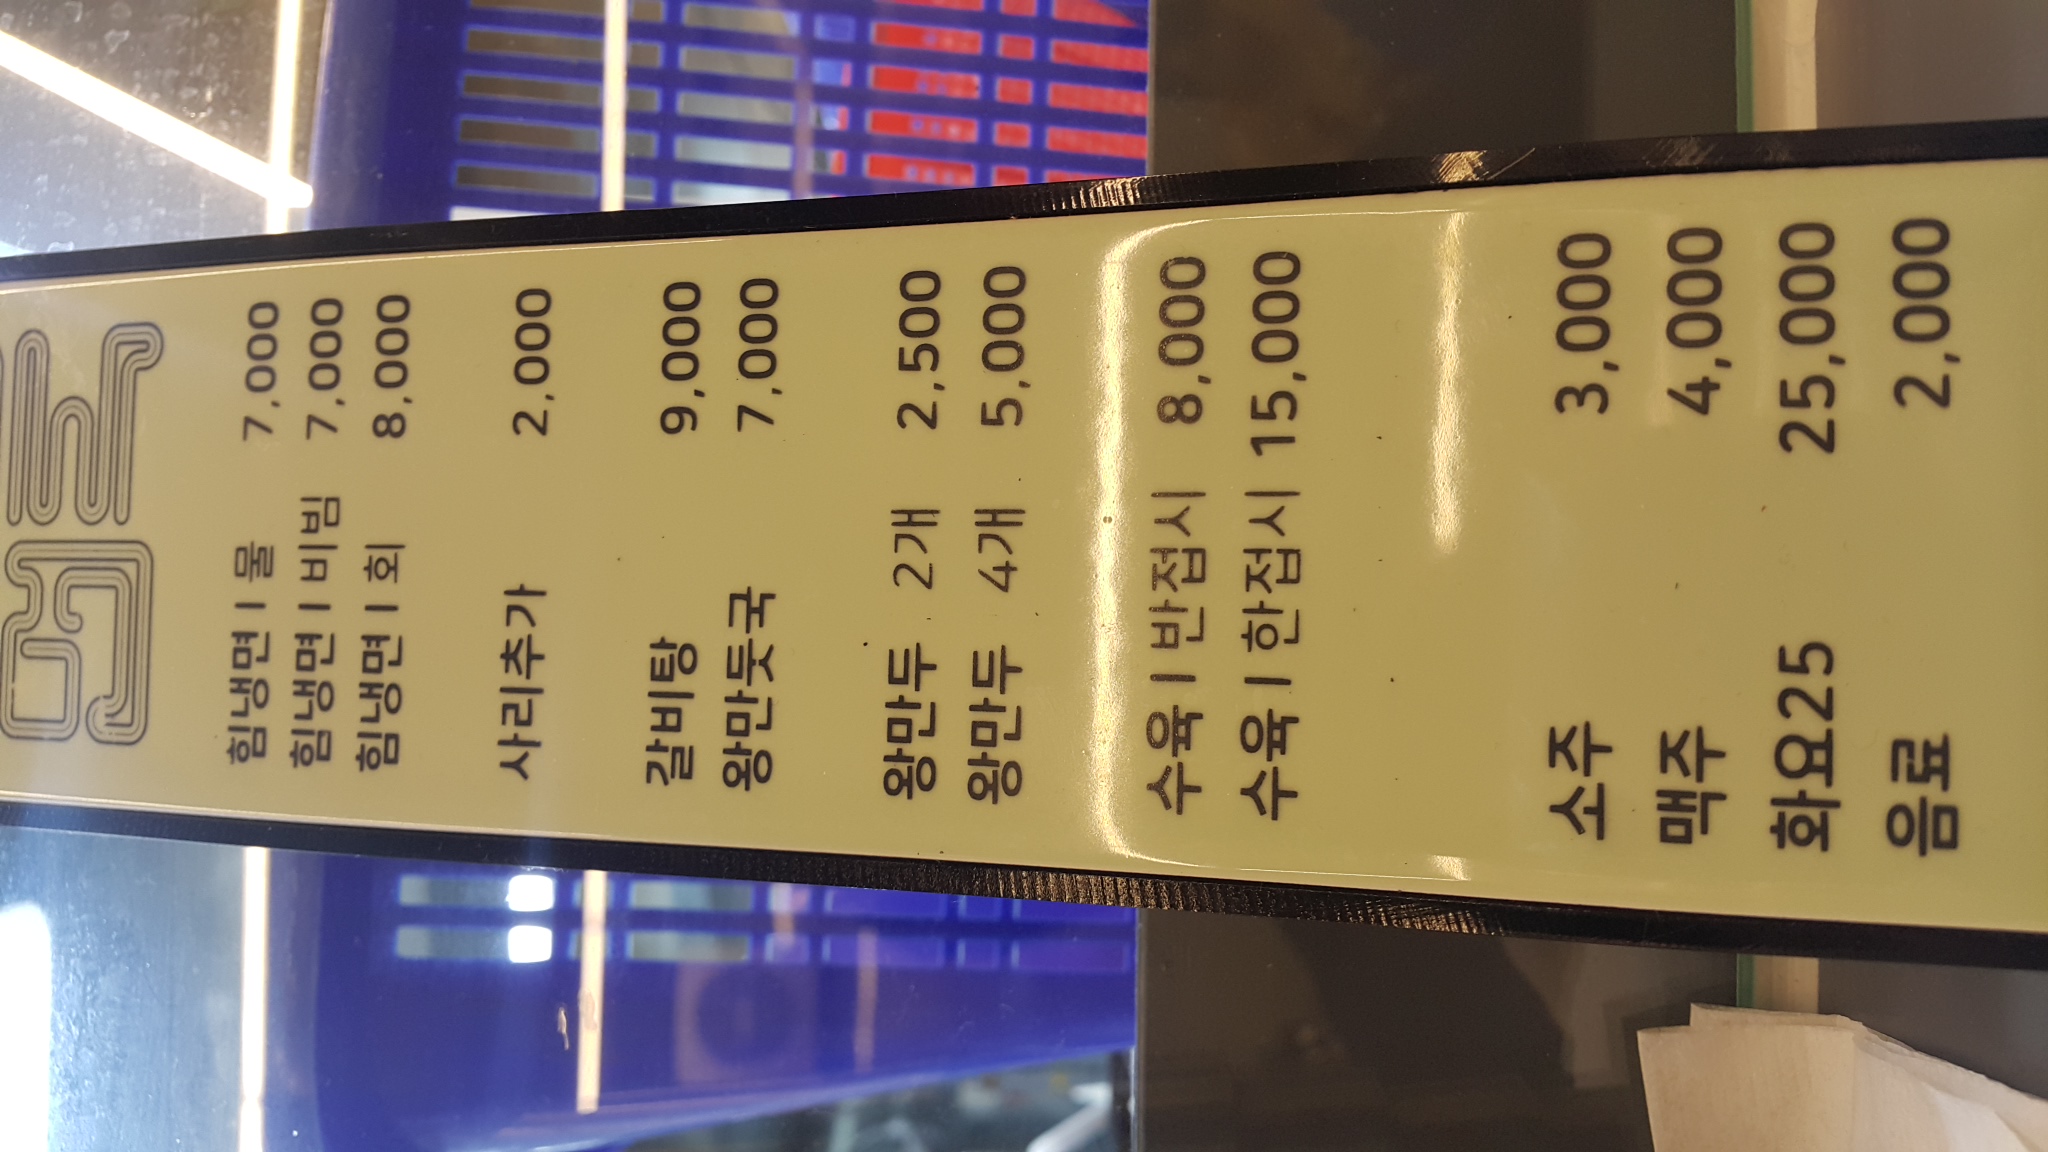 힘냉면 | 물 7,000
힘냉면 | 비빔 7,000
힘냉면 | 회 8,000
사리추가 2,000
갈비탕 9,000
왕만둣국 7,000
왕만두 2개 2,500
왕만두 4개 5,000
수육 | 반접시 8,000
수육 | 한접시 15,000
소주 3,000
맥주 4,000
화요25 25,000
음료 2,000